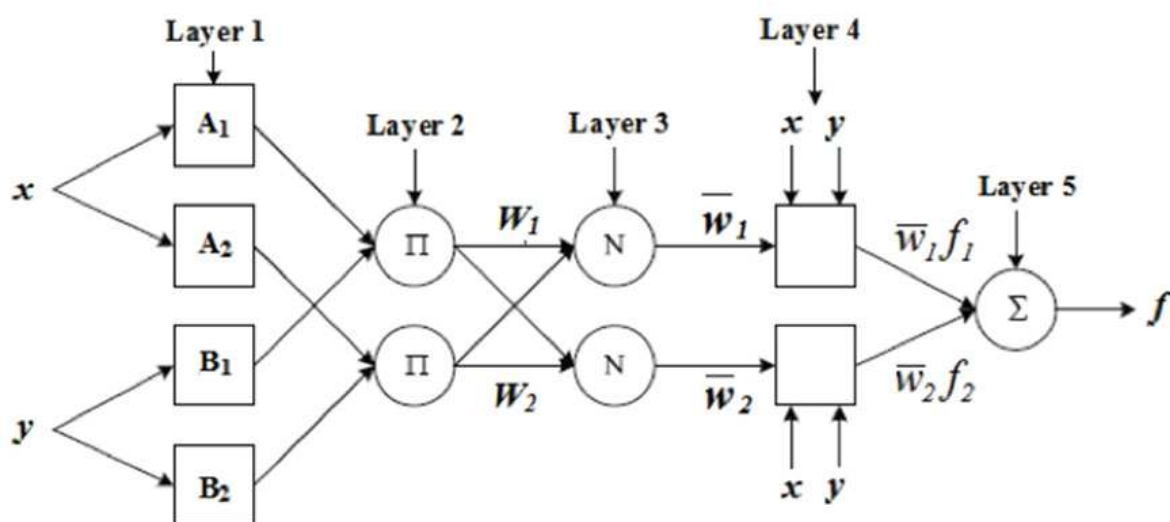 Layer 1
Layer 4
A1
Layer 2
Layer 3
x y
x
Layer 5
A2
Π
W1
N
w̅1
w̅1f1
Σ
f
B1
Π
W2
N
w̅2
w̅2f2
y
B2
x y